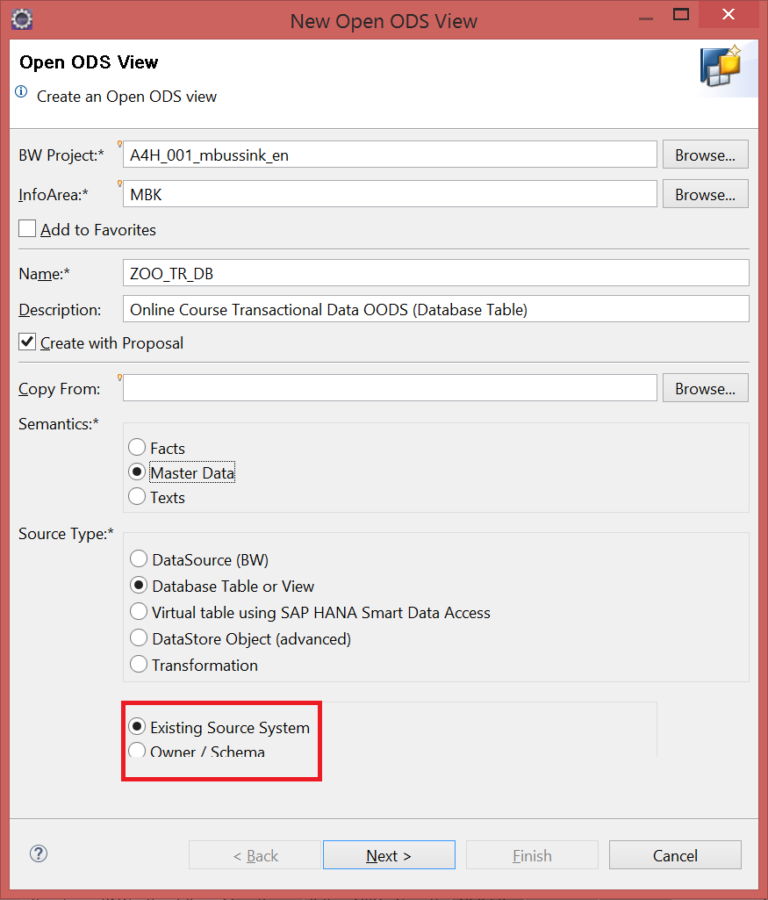 New Open ODS View
Open ODS View
Create an Open ODS view
BW Project:* A4H_001_mbussink_en Browse...
InfoArea:* MBK Browse...
Add to Favorites
Name:* ZOO_TR_DB
Description: Online Course Transactional Data OODS (Database Table)
Create with Proposal
Copy From: Browse...
Semantics:*
Facts
Master Data
Texts
Source Type:*
DataSource (BW)
Database Table or View
Virtual table using SAP HANA Smart Data Access
DataStore Object (advanced)
Transformation
Existing Source System
Owner / Schema
< Back Next > Finish Cancel